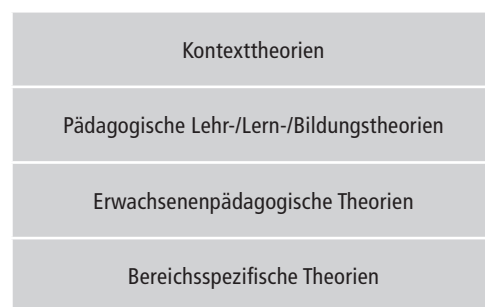 Kontexttheorien
Pädagogische Lehr-/Lern-/Bildungstheorien
Erwachsenenpädagogische Theorien
Bereichsspezifische Theorien